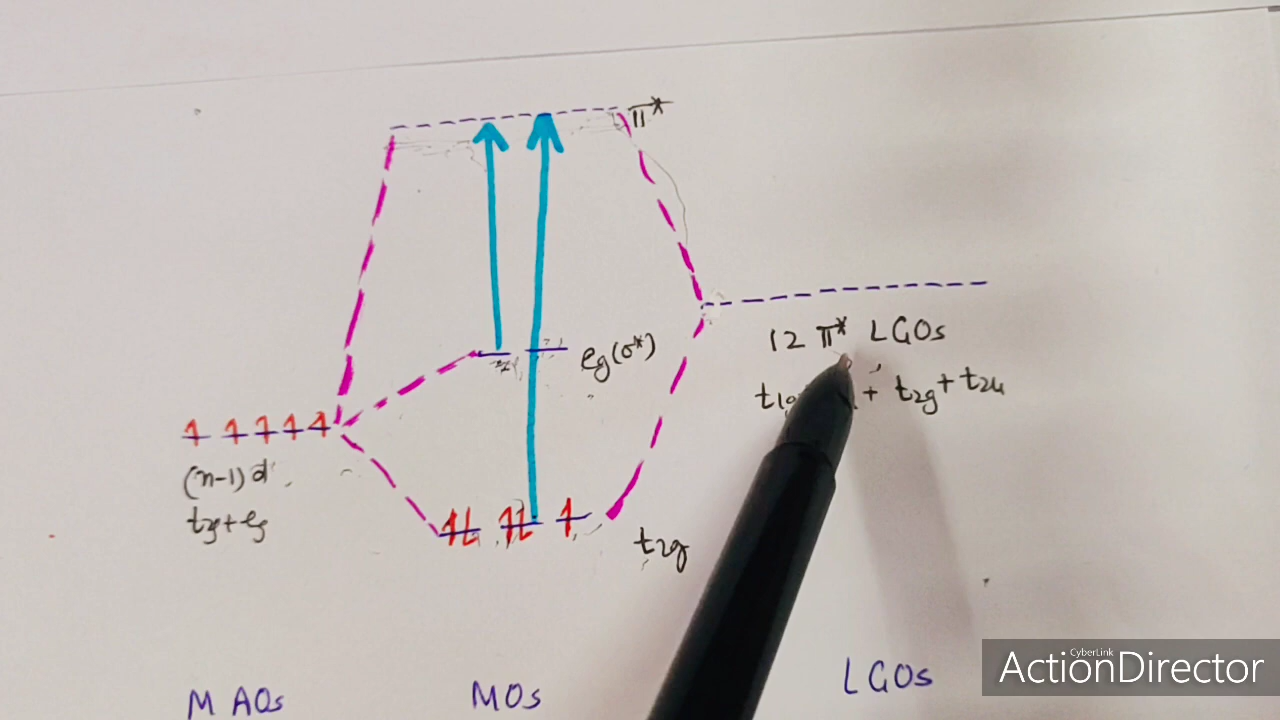 π*
eg(σ*)
12 π* LGOs
+ t2g + t2u
(n-1)d
t2g+eg
t2g
M AOs
MOs
LGOs
CyberLink
ActionDirector